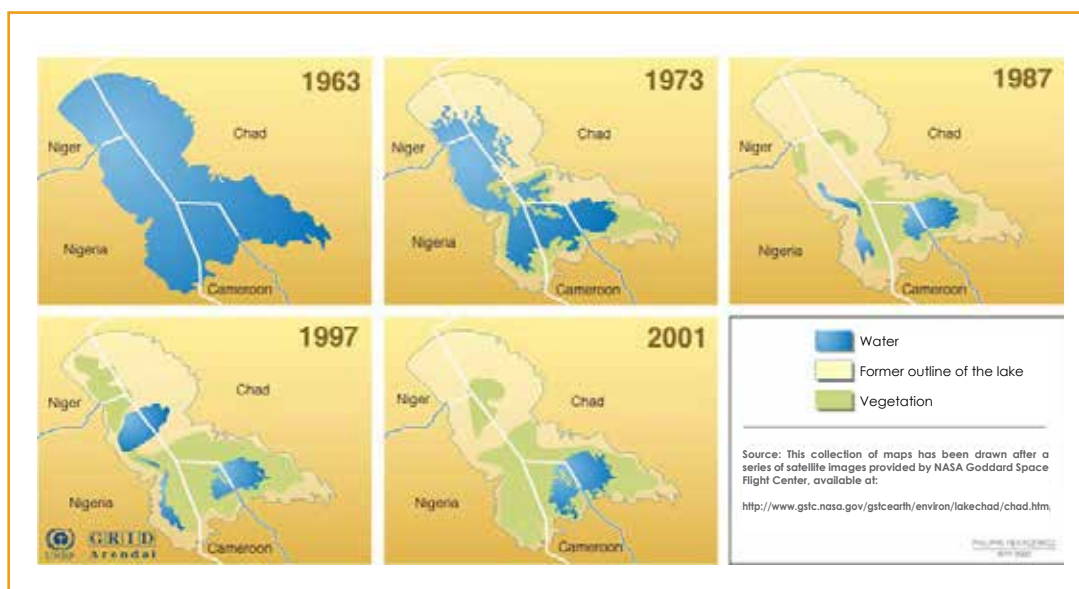 1963
Niger
Chad
Nigeria
Cameroon
1973
Niger
Chad
Nigeria
Cameroon
1987
Niger
Chad
Nigeria
Cameroon
1997
Niger
Chad
Nigeria
Cameroon
UNEP
GRID
Arendal
2001
Niger
Chad
Nigeria
Cameroon
Water
Former outline of the lake
Vegetation
Source: This collection of maps has been drawn after a
series of satellite images provided by NASA Goddard Space
Flight Center, available at:
http://www.gstc.nasa.gov/gstcearth/environ/lakechad/chad.htm